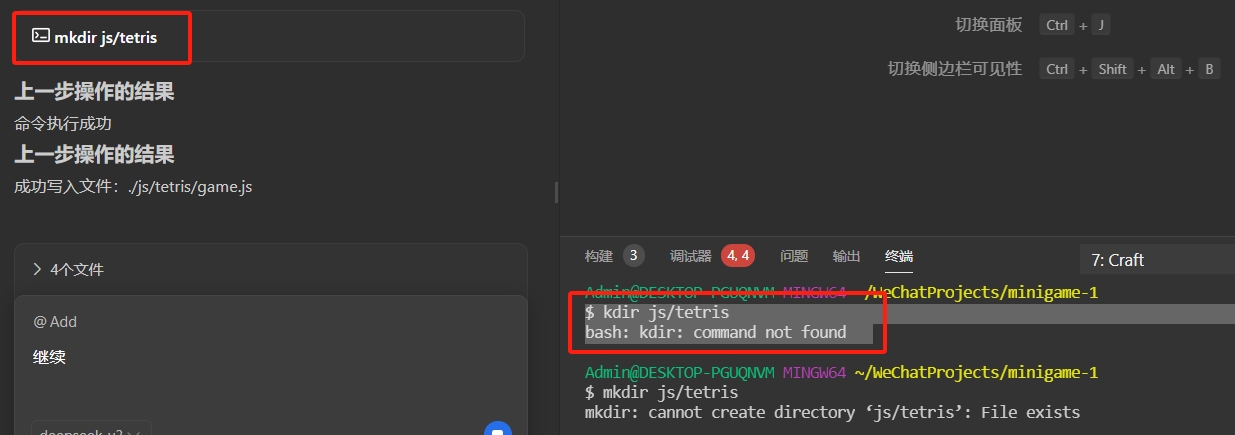 mkdir js/tetris
上一步操作的结果
命令执行成功
上一步操作的结果
成功写入文件：./js/tetris/game.js
4个文件
@ Add
继续
切换面板 Ctrl + J
切换侧边栏可见性 Ctrl + Shift + Alt + B
构建 3 调试器 4, 4 问题 输出 终端 7: Craft
Admin@DESKTOP-PGUQNVM MINGW64 ~/WeChatProjects/minigame-1
$ kdir js/tetris
bash: kdir: command not found
Admin@DESKTOP-PGUQNVM MINGW64 ~/WeChatProjects/minigame-1
$ mkdir js/tetris
mkdir: cannot create directory ‘js/tetris’: File exists